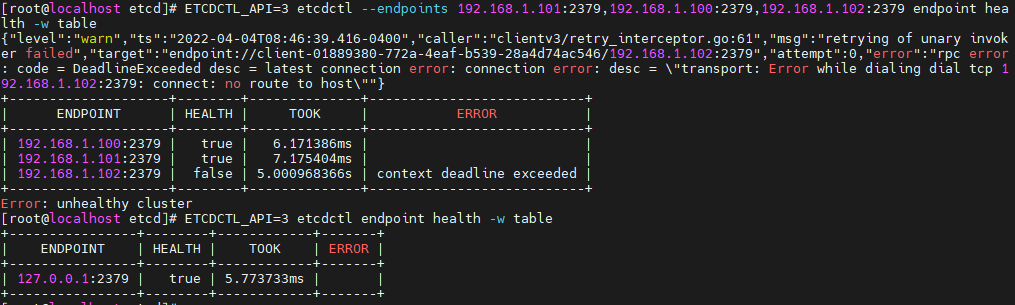 [root@localhost etcd]# ETCDCTL_API=3 etcdctl --endpoints 192.168.1.101:2379,192.168.1.100:2379,192.168.1.102:2379 endpoint hea
lth -w table
{"level":"warn","ts":"2022-04-04T08:46:39.416-0400","caller":"clientv3/retry_interceptor.go:61","msg":"retrying of unary invok
er failed","target":"endpoint://client-01889380-772a-4eaf-b539-28a4d74ac546/192.168.1.102:2379","attempt":0,"error":"rpc error
: code = DeadlineExceeded desc = latest connection error: connection error: desc = \"transport: Error while dialing dial tcp 1
92.168.1.102:2379: connect: no route to host\""}
+--------------------+--------+--------------+---------------------------+
| ENDPOINT | HEALTH | TOOK | ERROR |
+--------------------+--------+--------------+---------------------------+
| 192.168.1.100:2379 | true | 6.171386ms | |
| 192.168.1.101:2379 | true | 7.175404ms | |
| 192.168.1.102:2379 | false | 5.000968366s | context deadline exceeded |
+--------------------+--------+--------------+---------------------------+
Error: unhealthy cluster
[root@localhost etcd]# ETCDCTL_API=3 etcdctl endpoint health -w table
+----------------+--------+------------+-------+
| ENDPOINT | HEALTH | TOOK | ERROR |
+----------------+--------+------------+-------+
| 127.0.0.1:2379 | true | 5.773733ms | |
+----------------+--------+------------+-------+